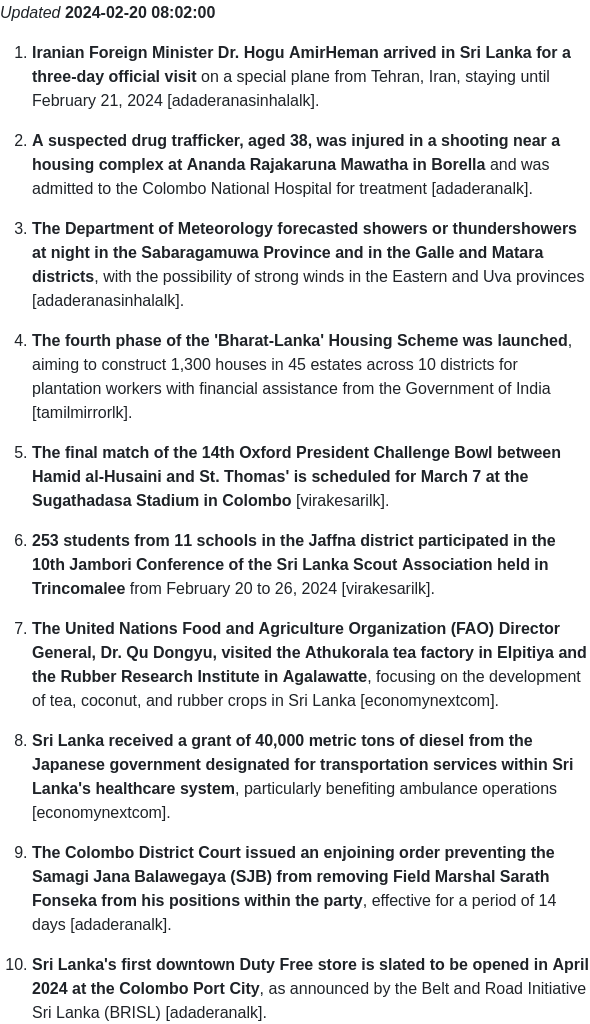 Updated 2024-02-20 08:02:00
1. Iranian Foreign Minister Dr. Hogu AmirHeman arrived in Sri Lanka for a
three-day official visit on a special plane from Tehran, Iran, staying until
February 21, 2024 [adaderanasinhalalk].
2. A suspected drug trafficker, aged 38, was injured in a shooting near a
housing complex at Ananda Rajakaruna Mawatha in Borella and was
admitted to the Colombo National Hospital for treatment [adaderanalk].
3. The Department of Meteorology forecasted showers or thundershowers
at night in the Sabaragamuwa Province and in the Galle and Matara
districts, with the possibility of strong winds in the Eastern and Uva provinces
[adaderanasinhalalk].
4. The fourth phase of the 'Bharat-Lanka' Housing Scheme was launched,
aiming to construct 1,300 houses in 45 estates across 10 districts for
plantation workers with financial assistance from the Government of India
[tamilmirrorlk].
5. The final match of the 14th Oxford President Challenge Bowl between
Hamid al-Husaini and St. Thomas' is scheduled for March 7 at the
Sugathadasa Stadium in Colombo [virakesarilk].
6. 253 students from 11 schools in the Jaffna district participated in the
10th Jambori Conference of the Sri Lanka Scout Association held in
Trincomalee from February 20 to 26, 2024 [virakesarilk].
7. The United Nations Food and Agriculture Organization (FAO) Director
General, Dr. Qu Dongyu, visited the Athukorala tea factory in Elpitiya and
the Rubber Research Institute in Agalawatte, focusing on the development
of tea, coconut, and rubber crops in Sri Lanka [economynextcom].
8. Sri Lanka received a grant of 40,000 metric tons of diesel from the
Japanese government designated for transportation services within Sri
Lanka's healthcare system, particularly benefiting ambulance operations
[economynextcom].
9. The Colombo District Court issued an enjoining order preventing the
Samagi Jana Balawegaya (SJB) from removing Field Marshal Sarath
Fonseka from his positions within the party, effective for a period of 14
days [adaderanalk].
10. Sri Lanka's first downtown Duty Free store is slated to be opened in April
2024 at the Colombo Port City, as announced by the Belt and Road Initiative
Sri Lanka (BRISL) [adaderanalk].